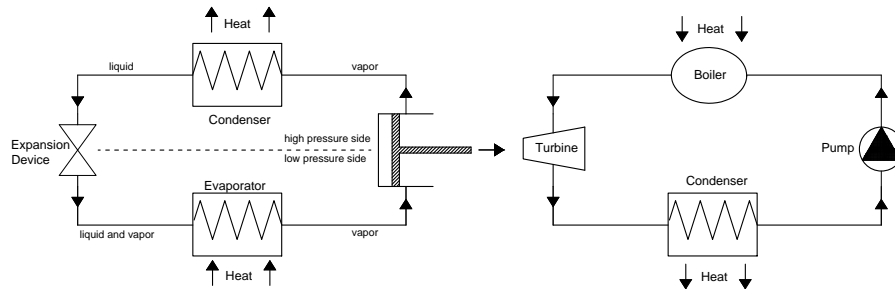 Heat
liquid
vapor
Condenser
Expansion
Device
high pressure side
low pressure side
Evaporator
liquid and vapor
vapor
Heat
Heat
Boiler
Turbine
Pump
Condenser
Heat